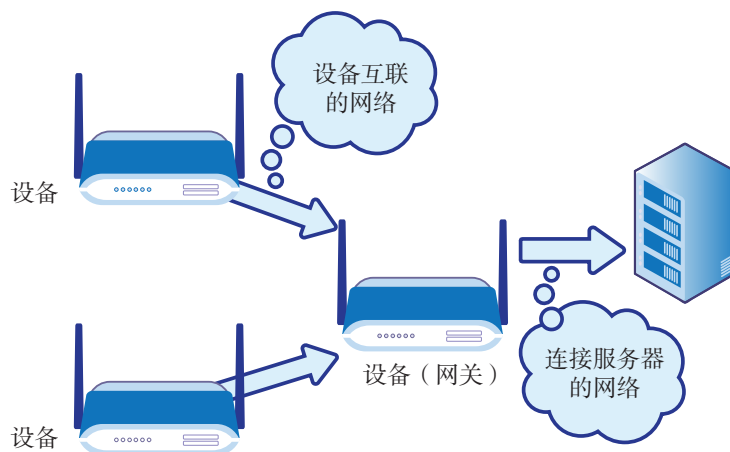 设备互联
的网络
设备
设备（网关）
连接服务器
的网络
设备